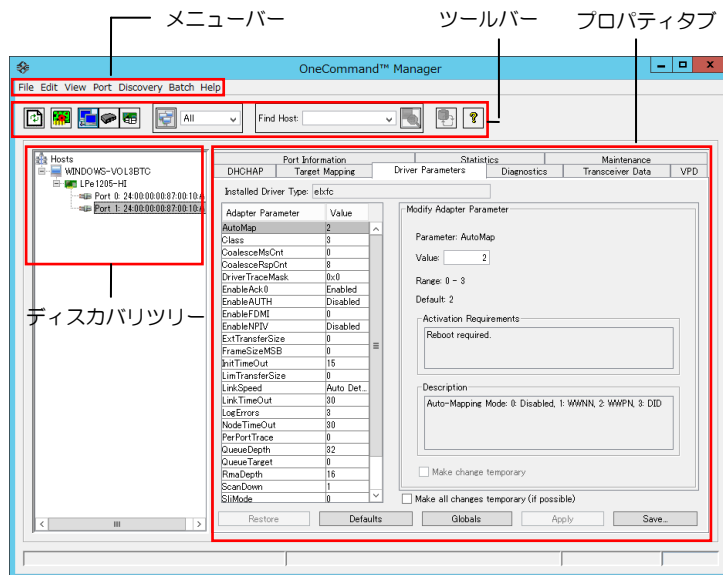 メニューバー
ツールバー
プロパティタブ
OneCommand™ Manager
File Edit View Port Discovery Batch Help
All
Find Host:
Hosts
WINDOWS-VOL3BTC
LPe1205-HI
Port 0: 24:00:00:00:87:00:10:
Port 1: 24:00:00:00:87:00:10:
ディスカバリツリー
Port Information Statistics Maintenance
DHCHAP Target Mapping Driver Parameters Diagnostics Transceiver Data VPD
Installed Driver Type: elxfc
Adapter Parameter Value
AutoMap 2
Class 3
CoalesceMsCnt 0
CoalesceRspCnt 8
DriverTraceMask 0x0
EnableAck0 Enabled
EnableAUTH Disabled
EnableFDMI 0
EnableNPIV Disabled
ExtTransferSize 0
FrameSizeMSB 0
InitTimeOut 15
LimTransferSize 0
LinkSpeed Auto Det...
LinkTimeOut 30
LogErrors 3
NodeTimeOut 30
PerPortTrace 0
QueueDepth 32
QueueTarget 0
RmaDepth 16
ScanDown 1
SliMode 0
Modify Adapter Parameter
Parameter: AutoMap
Value: 2
Range: 0 - 3
Default: 2
Activation Requirements
Reboot required.
Description
Auto-Mapping Mode: 0: Disabled, 1: WWNN, 2: WWPN, 3: DID
Make change temporary
Make all changes temporary (if possible)
Restore Defaults Globals Apply Save...